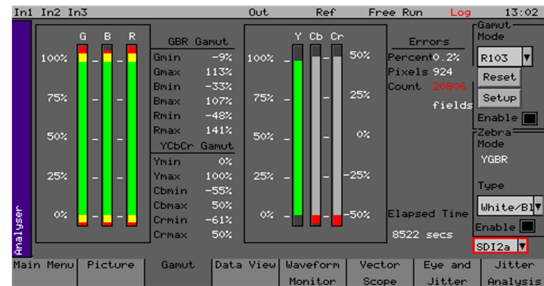 In1 In2 In3 Out Ref Free Run Log 13:02
G B R
100%
75%
50%
25%
0%
GBR Gamut
Gmin -9%
Gmax 113%
Bmin -33%
Bmax 107%
Rmin -48%
Rmax 141%
YCbCr Gamut
Ymin 0%
Ymax 100%
Cbmin -55%
Cbmax 50%
Crmin -61%
Crmax 50%
Y Cb Cr
100%
75%
50%
25%
0%
50%
25%
0%
-25%
-50%
Errors
Percent0.2%
Pixels 924
Count 20806
fields
Elapsed Time
8522 secs
Gamut
Mode
R103
Reset
Setup
Enable
Zebra
Mode
YGBR
Type
White/Bl
Enable
SDI2a
Analyser
Main Menu Picture Gamut Data View Waveform Monitor Vector Scope Eye and Jitter Jitter Analysis